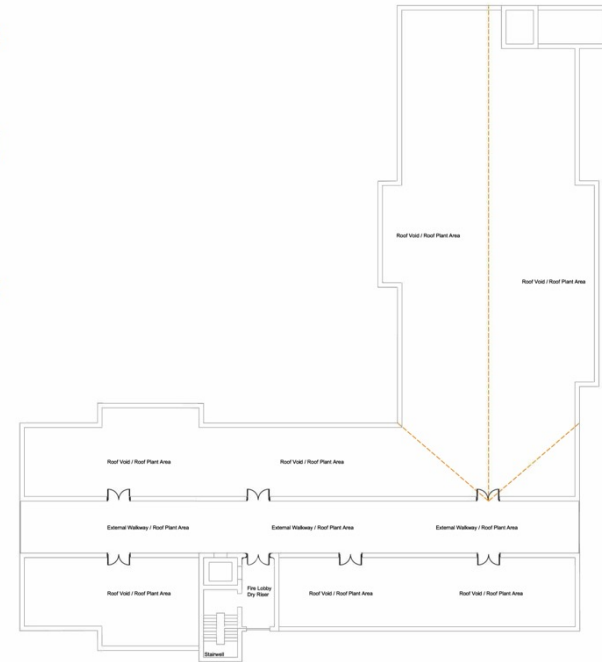 Roof Void / Roof Plant Area
Roof Void / Roof Plant Area
Roof Void / Roof Plant Area
Roof Void / Roof Plant Area
External Walkway / Roof Plant Area
External Walkway / Roof Plant Area
External Walkway / Roof Plant Area
Roof Void / Roof Plant Area
Fire Lobby
Dry Riser
Roof Void / Roof Plant Area
Roof Void / Roof Plant Area
Stairwell